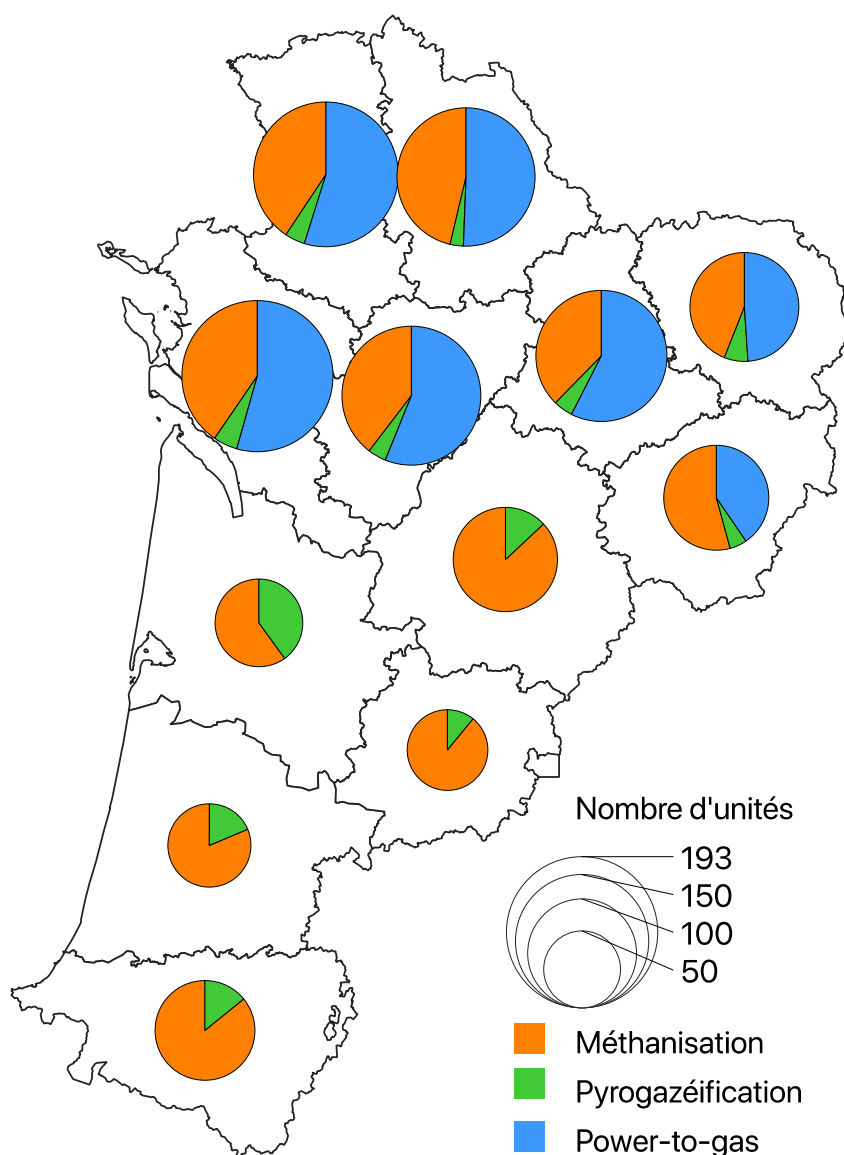 Nombre d'unités
193
150
100
50
Méthanisation
Pyrogazéification
Power-to-gas